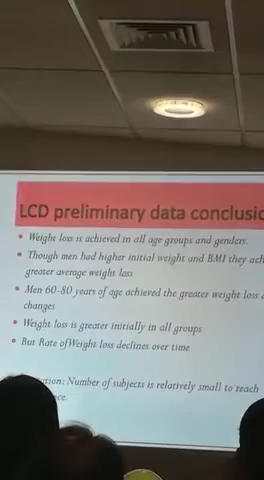 LCD preliminary data conclusio
• Weight loss is achieved in all age groups and genders.
• Though men had higher initial weight and BMI they ach
greater average weight loss
• Men 60-80 years of age achieved the greater weight loss
changes
• Weight loss is greater initially in all groups
• But Rate of Weight loss declines over time
tion: Number of subjects is relatively small to reach
ce.